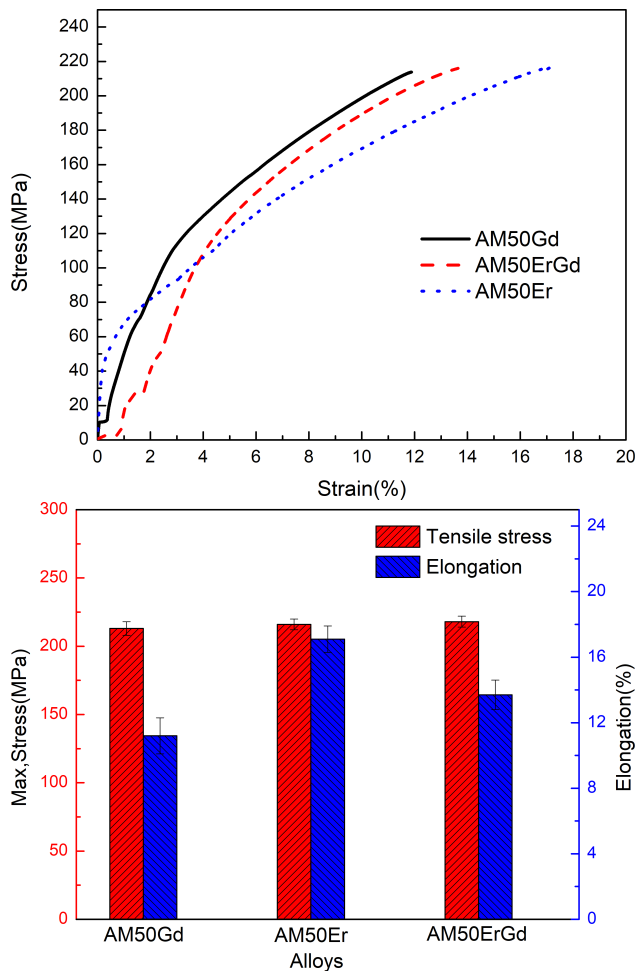 240
220
200
180
160
140
120
100
80
60
40
20
0
Stress(MPa)
AM50Gd
AM50ErGd
AM50Er
0 2 4 6 8 10 12 14 16 18 20
Strain(%)
300
250
200
150
100
50
0
Max,Stress(MPa)
Tensile stress
Elongation
24
20
16
12
8
4
0
Elongation(%)
AM50Gd AM50Er AM50ErGd
Alloys